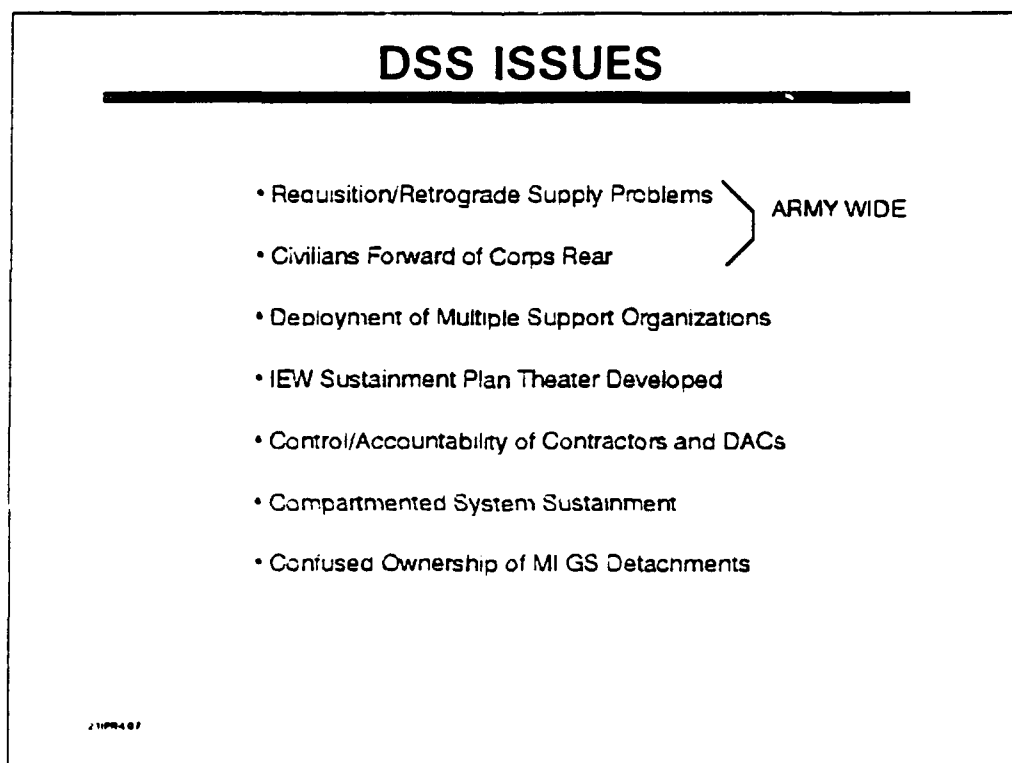 DSS ISSUES
• Requisition/Retrograde Supply Problems
ARMY WIDE
• Civilians Forward of Corps Rear
• Deployment of Multiple Support Organizations
• IEW Sustainment Plan Theater Developed
• Control/Accountability of Contractors and DACs
• Compartmented System Sustainment
• Confused Ownership of MI GS Detachments